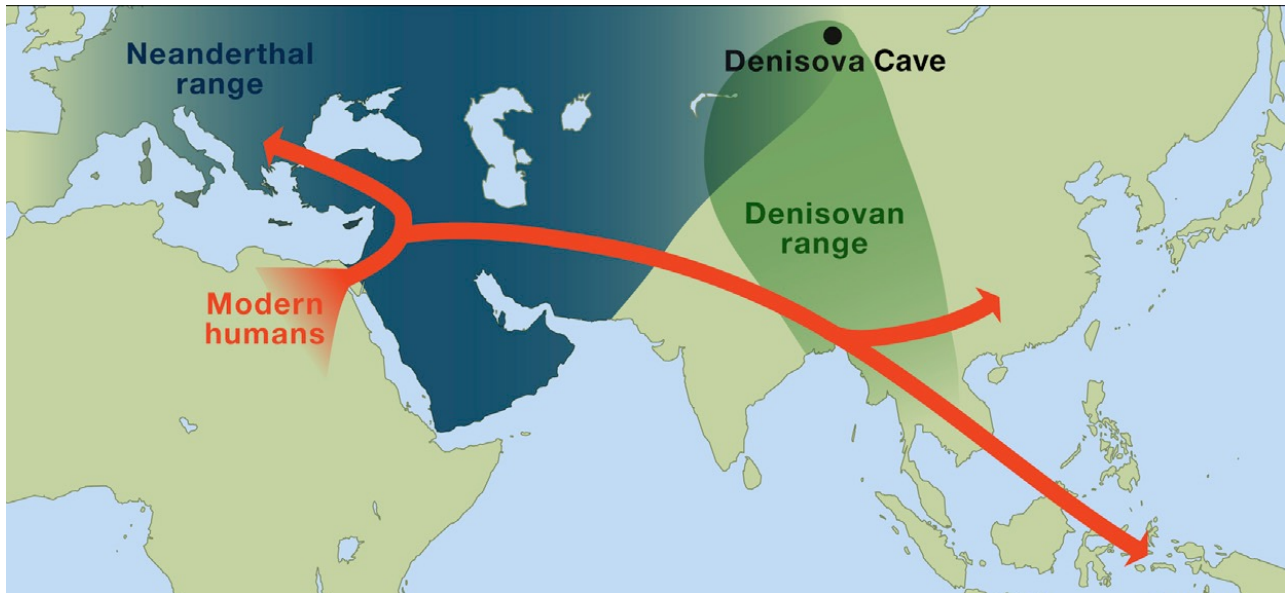 Neanderthal
range
Denisova Cave
Denisovan
range
Modern
humans